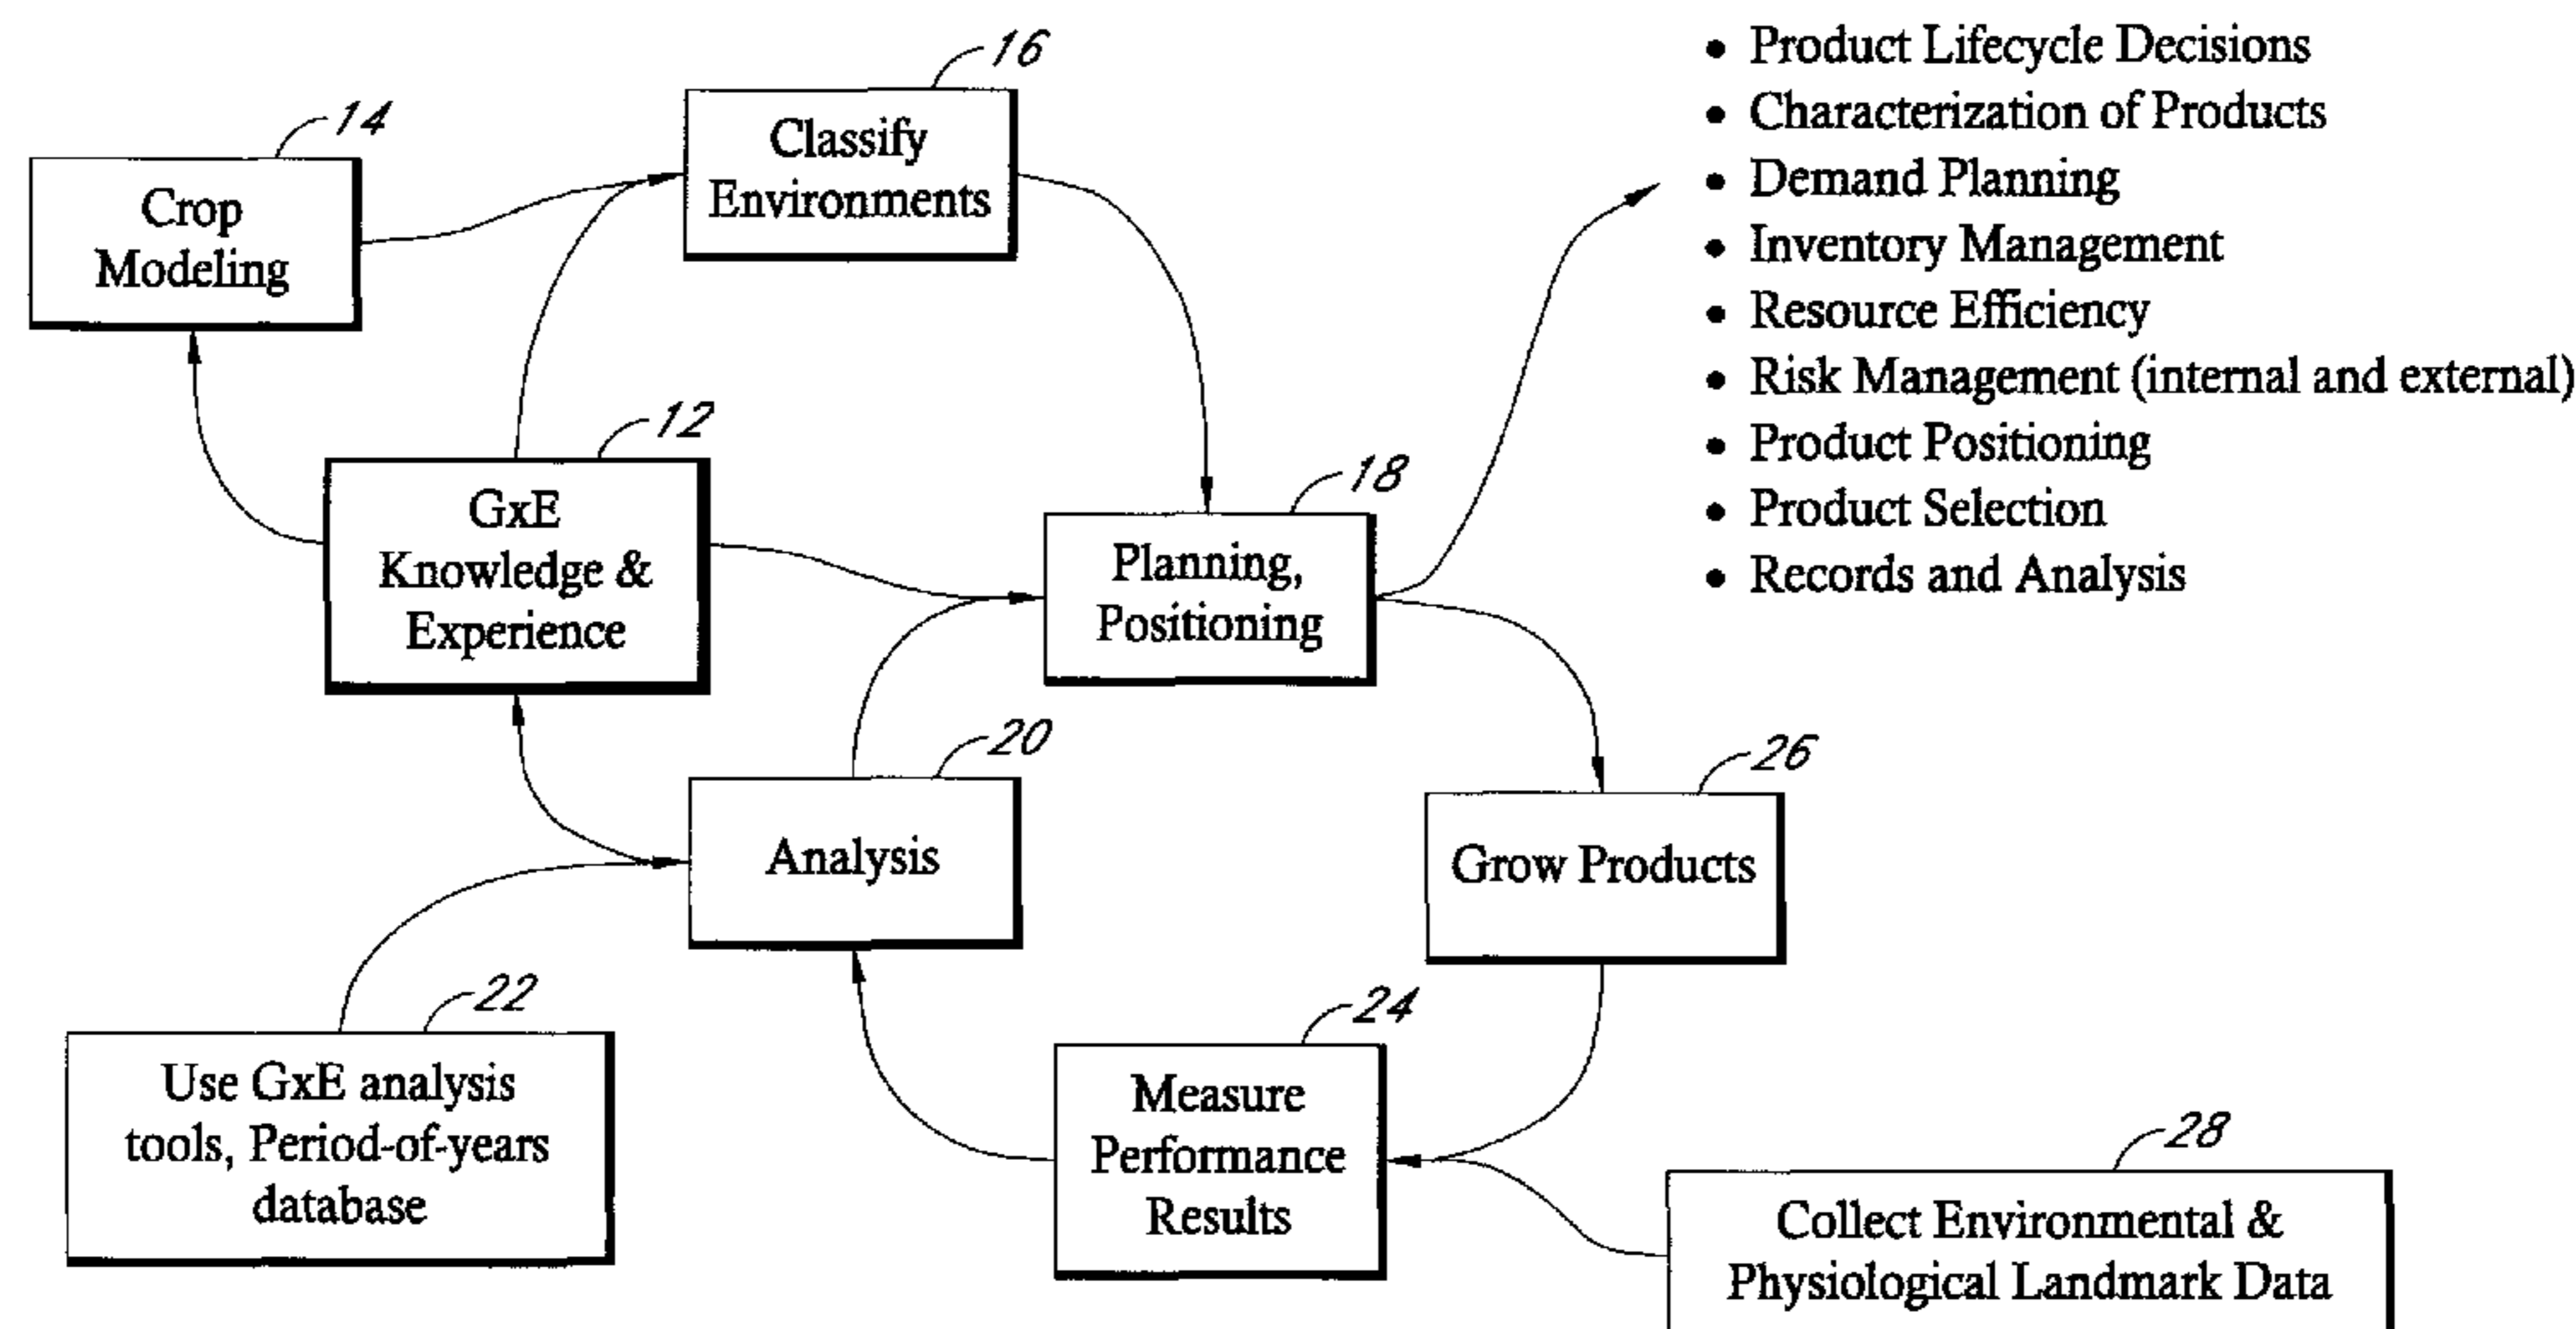 16
14
Classify
Environments
Crop
Modeling
• Product Lifecycle Decisions
• Characterization of Products
• Demand Planning
• Inventory Management
• Resource Efficiency
• Risk Management (internal and external)
• Product Positioning
• Product Selection
• Records and Analysis
12
GxE
Knowledge &
Experience
18
Planning,
Positioning
20
Analysis
26
Grow Products
22
Use GxE analysis
tools, Period-of-years
database
24
Measure
Performance
Results
28
Collect Environmental &
Physiological Landmark Data